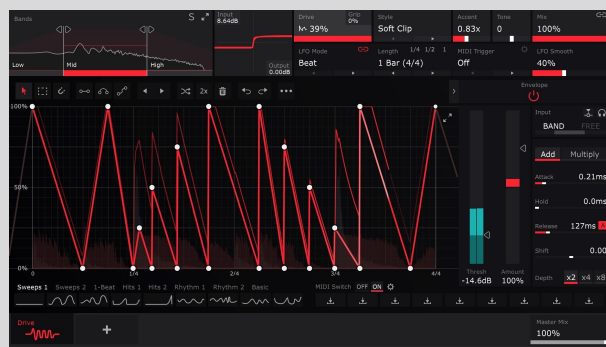 Bands S
Low Mid High
Input
8.64dB
Output
0.00dB
Drive Grip
39% 0%
Style
Soft Clip
Accent Tone
0.83x 0
Mix
100%
LFO Mode
Beat
Length 1/4 1/2 1
1 Bar (4/4)
MIDI Trigger
Off
LFO Smooth
40%
2x
Envelope
Input
BAND FREE
Add Multiply
Attack 0.21ms
Hold 0.0ms
Release 127ms A
Shift 0.00
Depth x2 x4 x8
100%
50%
0%
0 1/4 2/4 3/4 4/4
Thresh Amount
-14.6dB 100%
Sweeps 1 Sweeps 2 1-Beat Hits 1 Hits 2 Rhythm 1 Rhythm 2 Basic
MIDI Switch OFF ON
Drive
+
Master Mix
100%